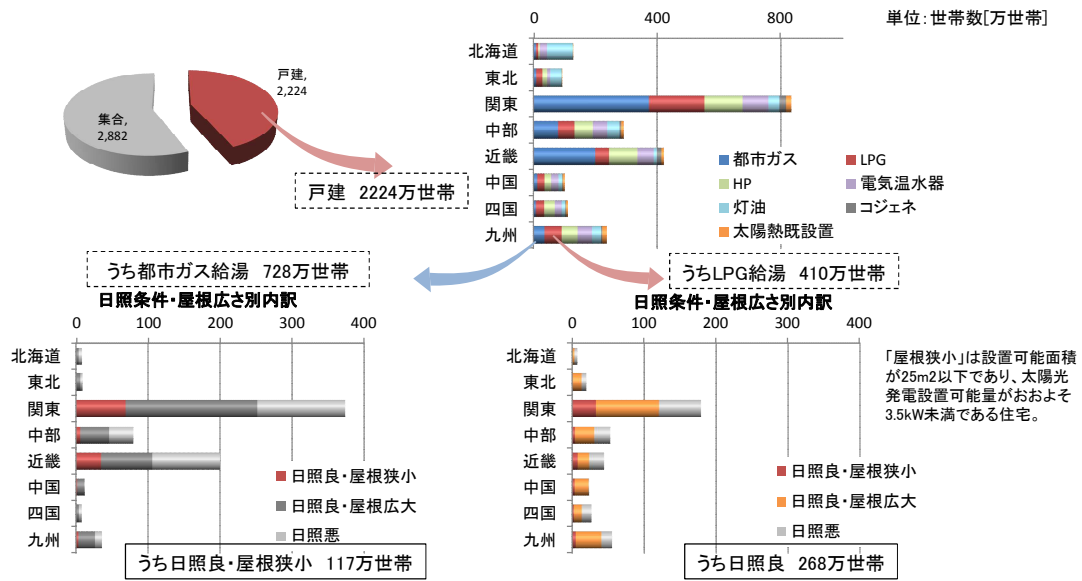 単位：世帯数[万世帯]
0 400 800
北海道
東北
関東
中部
近畿
中国
四国
九州
都市ガス
LPG
HP
電気温水器
灯油
コジェネ
太陽熱既設置
戸建,
2,224
集合,
2,882
戸建 2224万世帯
うち都市ガス給湯 728万世帯
日照条件・屋根広さ別内訳
0 100 200 300 400
北海道
東北
関東
中部
近畿
中国
四国
九州
日照良・屋根狭小
日照良・屋根広大
日照悪
うち日照良・屋根狭小 117万世帯
うちLPG給湯 410万世帯
日照条件・屋根広さ別内訳
0 100 200 300 400
北海道
東北
関東
中部
近畿
中国
四国
九州
日照良・屋根狭小
日照良・屋根広大
日照悪
うち日照良 268万世帯
「屋根狭小」は設置可能面積
が25m2以下であり、太陽光
発電設置可能量がおおよそ
3.5kW未満である住宅。